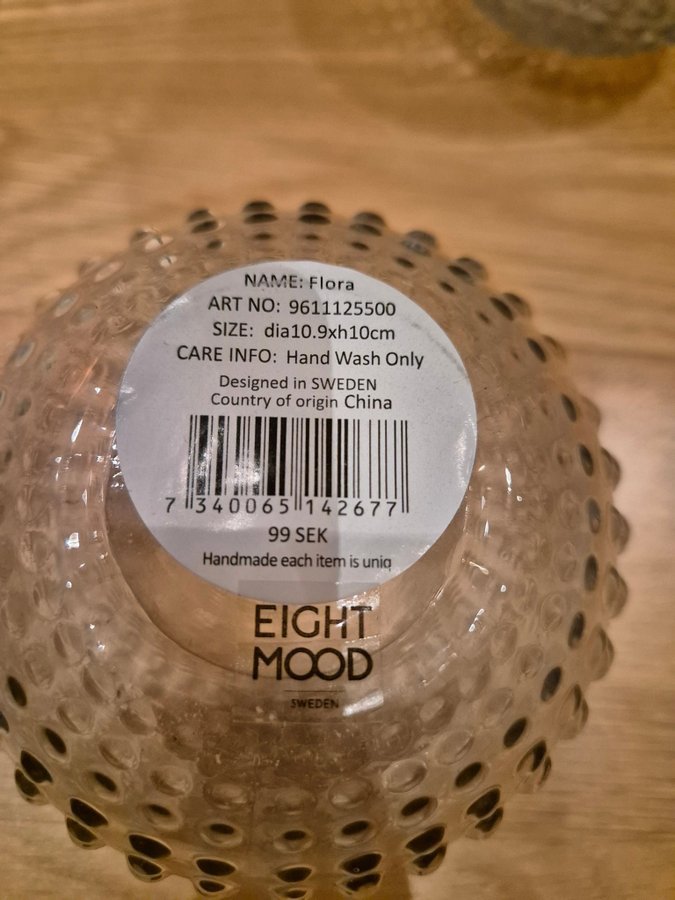 NAME: Flora
ART NO: 9611125500
SIZE: dia10.9xh10cm
CARE INFO: Hand Wash Only
Designed in SWEDEN
Country of origin China
7 340065 142677
99 SEK
Handmade each item is uniq
EIGHT
MOOD
SWEDEN